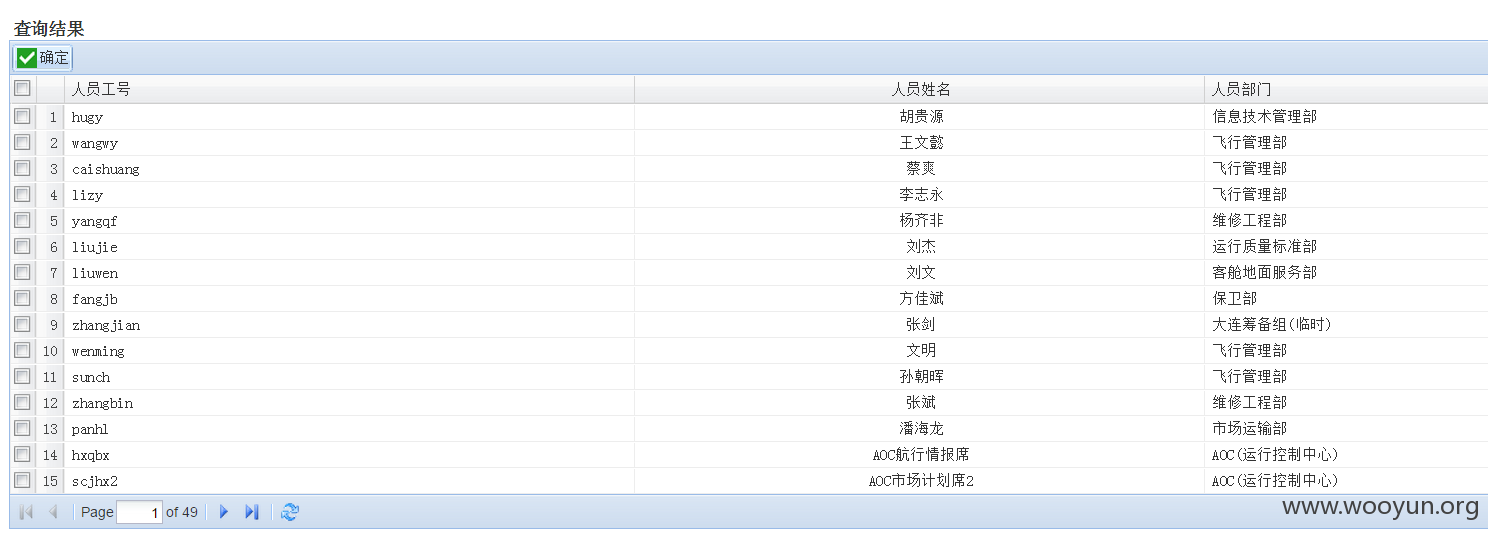 查询结果
确定
人员工号 人员姓名 人员部门
1 hugy 胡贵源 信息技术管理部
2 wangwy 王文懿 飞行管理部
3 caishuang 蔡爽 飞行管理部
4 lizy 李志永 飞行管理部
5 yangqf 杨齐非 维修工程部
6 liujie 刘杰 运行质量标准部
7 liuwen 刘文 客舱地面服务部
8 fangjb 方佳斌 保卫部
9 zhangjian 张剑 大连筹备组(临时)
10 wenming 文明 飞行管理部
11 sunch 孙朝晖 飞行管理部
12 zhangbin 张斌 维修工程部
13 panhl 潘海龙 市场运输部
14 hxqbx AOC航行情报席 AOC(运行控制中心)
15 scjhx2 AOC市场计划席2 AOC(运行控制中心)
Page 1 of 49
www.wooyun.org